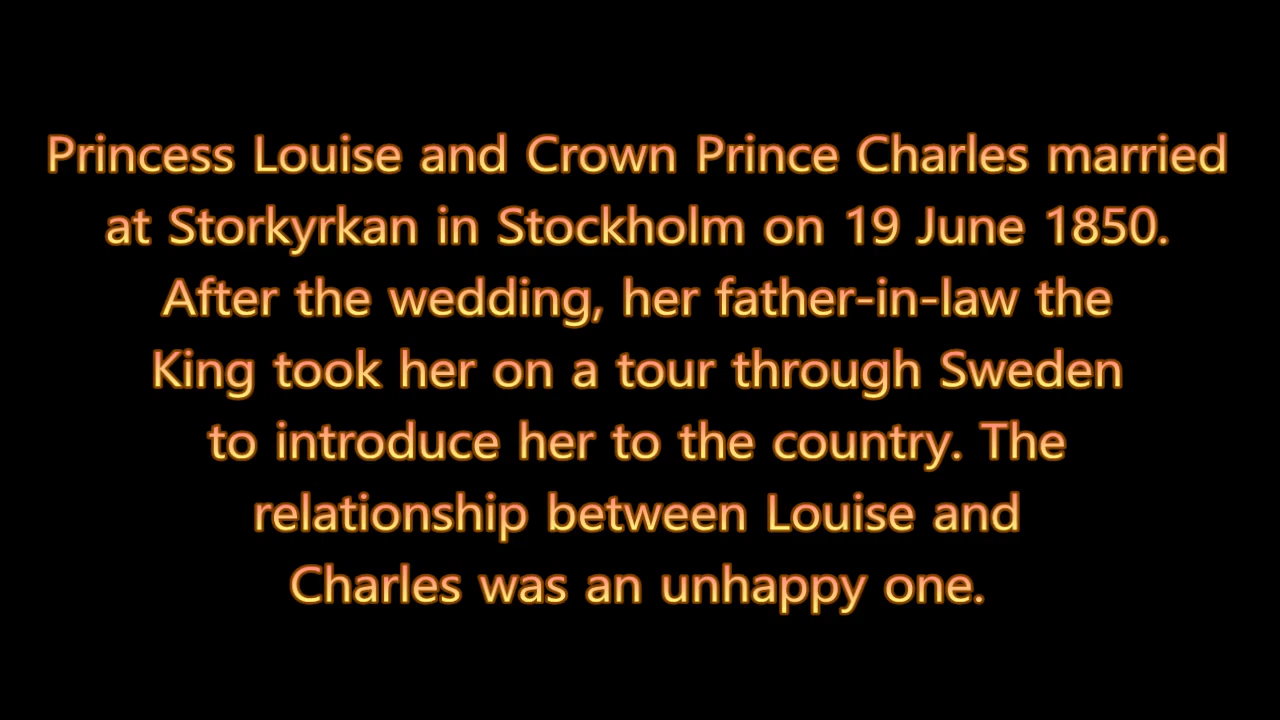 Princess Louise and Crown Prince Charles married
at Storkyrkan in Stockholm on 19 June 1850.
After the wedding, her father-in-law the
King took her on a tour through Sweden
to introduce her to the country. The
relationship between Louise and
Charles was an unhappy one.